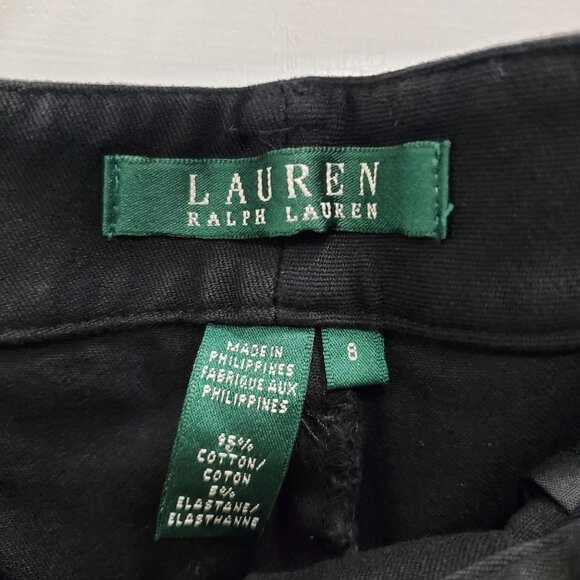 LAUREN
RALPH LAUREN
MADE IN
PHILIPPINES
FABRIQUE AUX
PHILIPPINES
95%
COTTON/
COTON
5%
ELASTANE/
ELASTHANNE
8